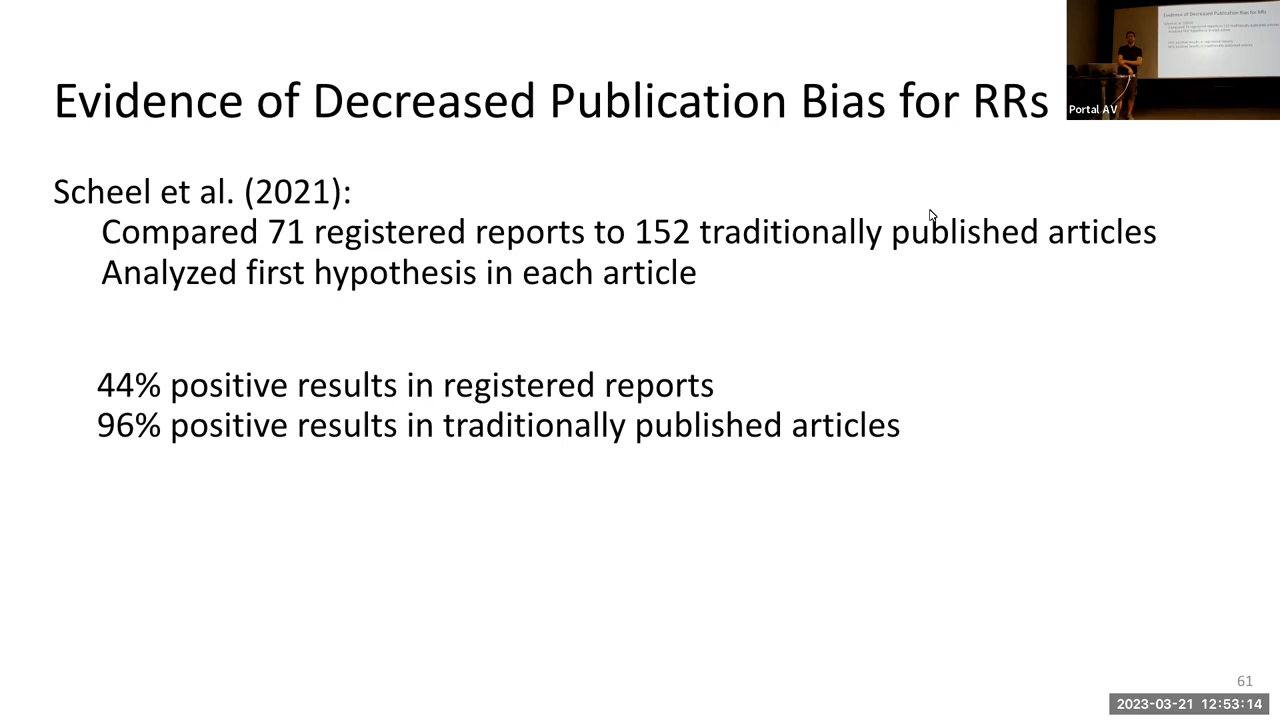 Evidence of Decreased Publication Bias for RRs
Portal AV
Scheel et al. (2021):
Compared 71 registered reports to 152 traditionally published articles
Analyzed first hypothesis in each article
44% positive results in registered reports
96% positive results in traditionally published articles
61
2023-03-21 12:53:14